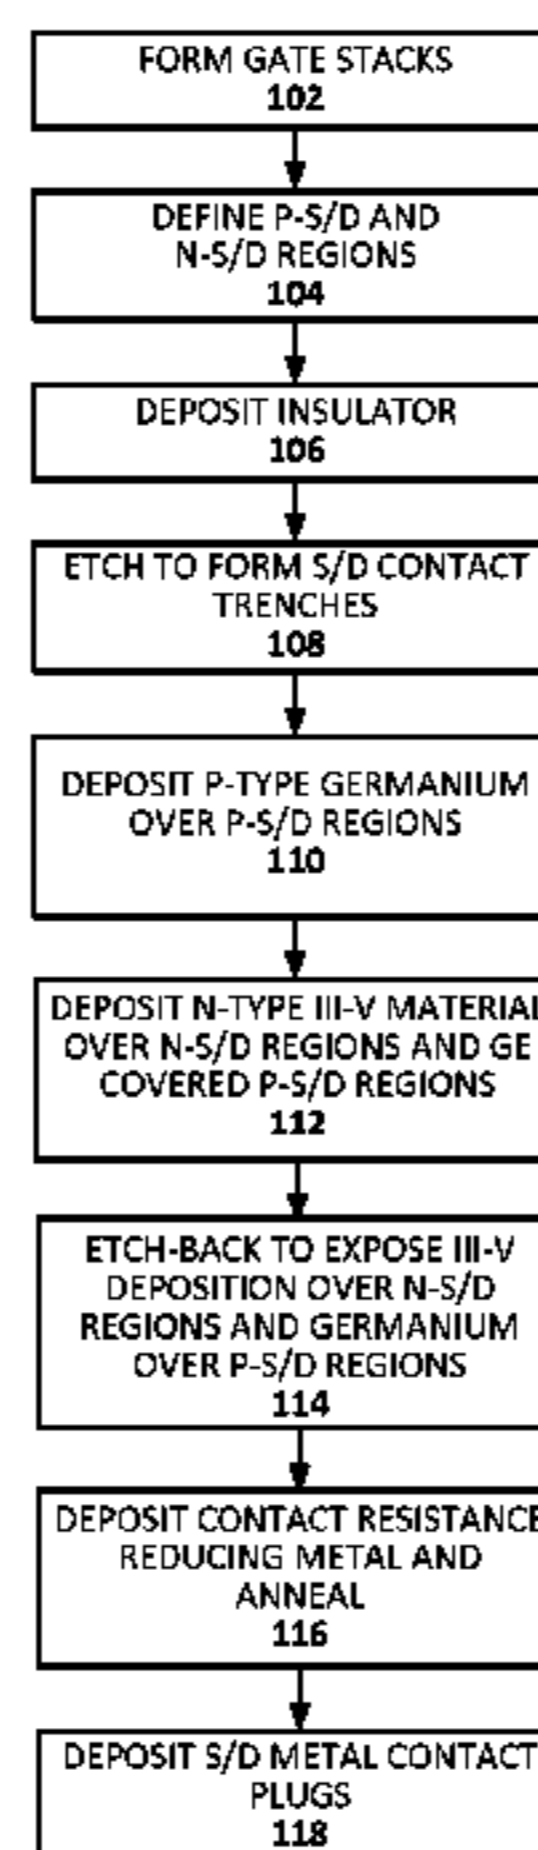 FORM GATE STACKS
102
DEFINE P-S/D AND
N-S/D REGIONS
104
DEPOSIT INSULATOR
106
ETCH TO FORM S/D CONTACT
TRENCHES
108
DEPOSIT P-TYPE GERMANIUM
OVER P-S/D REGIONS
110
DEPOSIT N-TYPE III-V MATERIAL
OVER N-S/D REGIONS AND GE
COVERED P-S/D REGIONS
112
ETCH-BACK TO EXPOSE III-V
DEPOSITION OVER N-S/D
REGIONS AND GERMANIUM
OVER P-S/D REGIONS
114
DEPOSIT CONTACT RESISTANCE
REDUCING METAL AND
ANNEAL
116
DEPOSIT S/D METAL CONTACT
PLUGS
118